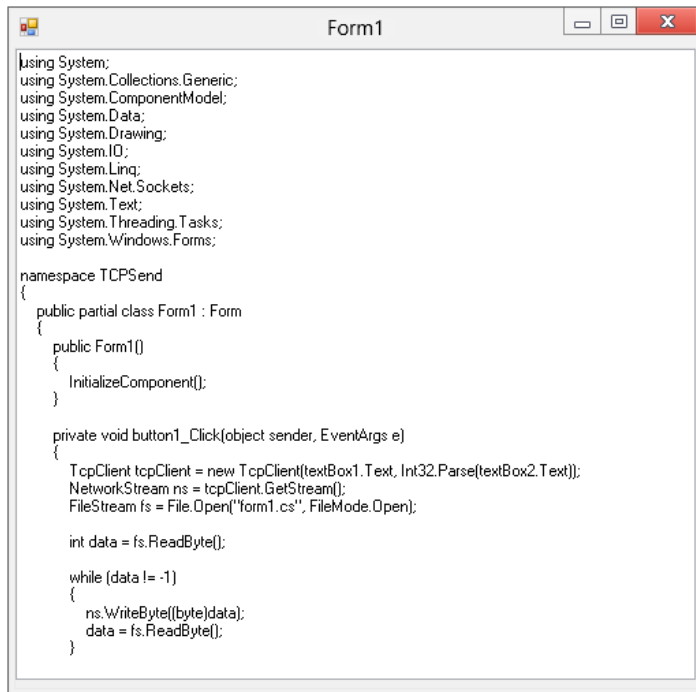 Form1
using System;
using System.Collections.Generic;
using System.ComponentModel;
using System.Data;
using System.Drawing;
using System.IO;
using System.Linq;
using System.Net.Sockets;
using System.Text;
using System.Threading.Tasks;
using System.Windows.Forms;

namespace TCPSend
{
    public partial class Form1 : Form
    {
        public Form1()
        {
            InitializeComponent();
        }

        private void button1_Click(object sender, EventArgs e)
        {
            TcpClient tcpClient = new TcpClient(textBox1.Text, Int32.Parse(textBox2.Text));
            NetworkStream ns = tcpClient.GetStream();
            FileStream fs = File.Open("form1.cs", FileMode.Open);

            int data = fs.ReadByte();

            while (data != -1)
            {
                ns.WriteByte((byte)data);
                data = fs.ReadByte();
            }